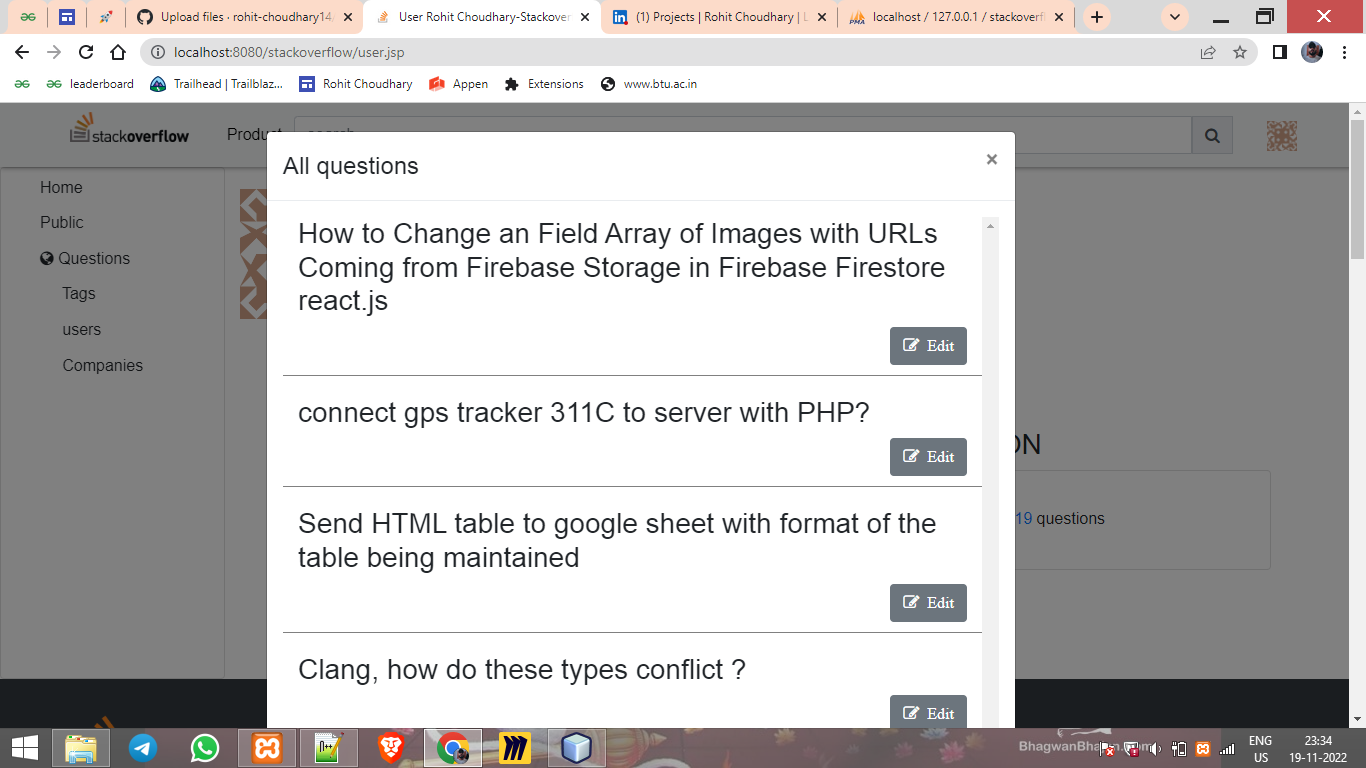 Upload files · rohit-choudhary14
User Rohit Choudhary-Stackover
(1) Projects | Rohit Choudhary | L
localhost / 127.0.0.1 / stackoverfl
localhost:8080/stackoverflow/user.jsp
leaderboard
Trailhead | Trailblaz...
Rohit Choudhary
Appen
Extensions
www.btu.ac.in
stackoverflow
Product
All questions
×
Home
Public
Questions
Tags
users
Companies
How to Change an Field Array of Images with URLs
Coming from Firebase Storage in Firebase Firestore
react.js
Edit
connect gps tracker 311C to server with PHP?
Edit
ON
Send HTML table to google sheet with format of the
table being maintained
19 questions
Edit
Clang, how do these types conflict ?
Edit
ENG
US
23:34
19-11-2022